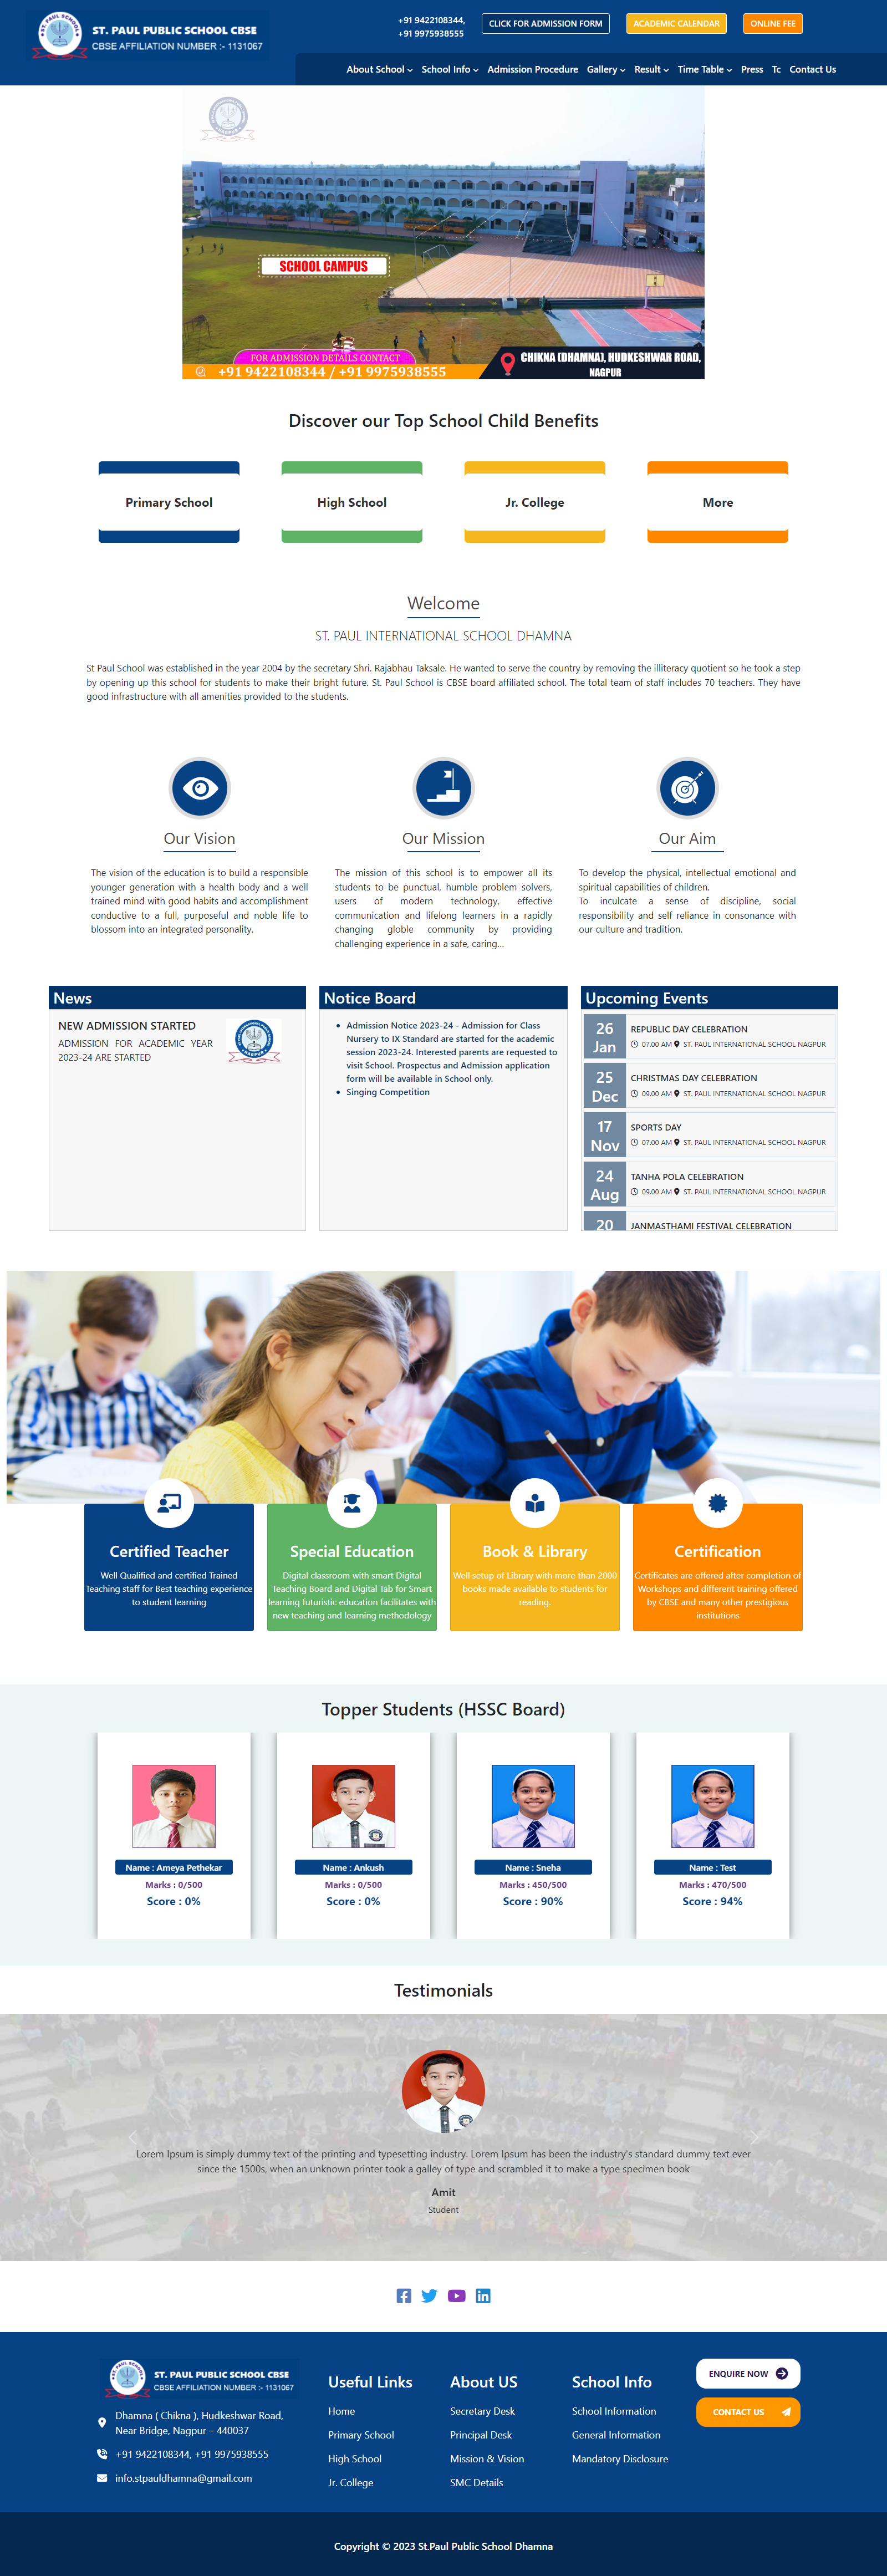 ST. PAUL PUBLIC SCHOOL CBSE
CBSE AFFILIATION NUMBER :- 1131067
+91 9422108344,
+91 9975938555
CLICK FOR ADMISSION FORM
ACADEMIC CALENDAR
ONLINE FEE
About School
School Info
Admission Procedure
Gallery
Result
Time Table
Press
Tc
Contact Us
SCHOOL CAMPUS
FOR ADMISSION DETAILS CONTACT
+91 9422108344 / +91 9975938555
CHIKNA (DHAMNA), HUDKESHWAR ROAD,
NAGPUR
Discover our Top School Child Benefits
Primary School
High School
Jr. College
More
Welcome
ST. PAUL INTERNATIONAL SCHOOL DHAMNA
St Paul School was established in the year 2004 by the secretary Shri. Rajabhau Taksale. He wanted to serve the country by removing the illiteracy quotient so he took a step
by opening up this school for students to make their bright future. St. Paul School is CBSE board affiliated school. The total team of staff includes 70 teachers. They have
good infrastructure with all amenities provided to the students.
Our Vision
The vision of the education is to build a responsible
younger generation with a health body and a well
trained mind with good habits and accomplishment
conductive to a full, purposeful and noble life to
blossom into an integrated personality.
Our Mission
The mission of this school is to empower all its
students to be punctual, humble problem solvers,
users of modern technology, effective
communication and lifelong learners in a rapidly
changing globle community by providing
challenging experience in a safe, caring...
Our Aim
To develop the physical, intellectual emotional and
spiritual capabilities of children.
To inculcate a sense of discipline, social
responsibility and self reliance in consonance with
our culture and tradition.
News
NEW ADMISSION STARTED
ADMISSION FOR ACADEMIC YEAR
2023-24 ARE STARTED
Notice Board
Admission Notice 2023-24 - Admission for Class
Nursery to IX Standard are started for the academic
session 2023-24. Interested parents are requested to
visit School. Prospectus and Admission application
form will be available in School only.
Singing Competition
Upcoming Events
26
Jan
REPUBLIC DAY CELEBRATION
07.00 AM ST. PAUL INTERNATIONAL SCHOOL NAGPUR
25
Dec
CHRISTMAS DAY CELEBRATION
09.00 AM ST. PAUL INTERNATIONAL SCHOOL NAGPUR
17
Nov
SPORTS DAY
07.00 AM ST. PAUL INTERNATIONAL SCHOOL NAGPUR
24
Aug
TANHA POLA CELEBRATION
09.00 AM ST. PAUL INTERNATIONAL SCHOOL NAGPUR
20
JANMASTHAMI FESTIVAL CELEBRATION
Certified Teacher
Well Qualified and certified Trained
Teaching staff for Best teaching experience
to student learning
Special Education
Digital classroom with smart Digital
Teaching Board and Digital Tab for Smart
learning futuristic education facilitates with
new teaching and learning methodology
Book & Library
Well setup of Library with more than 2000
books made available to students for
reading.
Certification
Certificates are offered after completion of
Workshops and different training offered
by CBSE and many other prestigious
institutions
Topper Students (HSSC Board)
Name : Ameya Pethekar
Marks : 0/500
Score : 0%
Name : Ankush
Marks : 0/500
Score : 0%
Name : Sneha
Marks : 450/500
Score : 90%
Name : Test
Marks : 470/500
Score : 94%
Testimonials
Lorem Ipsum is simply dummy text of the printing and typesetting industry. Lorem Ipsum has been the industry's standard dummy text ever
since the 1500s, when an unknown printer took a galley of type and scrambled it to make a type specimen book
Amit
Student
ST. PAUL PUBLIC SCHOOL CBSE
CBSE AFFILIATION NUMBER :- 1131067
Dhamna ( Chikna ), Hudkeshwar Road,
Near Bridge, Nagpur – 440037
+91 9422108344, +91 9975938555
info.stpauldhamna@gmail.com
Useful Links
Home
Primary School
High School
Jr. College
About US
Secretary Desk
Principal Desk
Mission & Vision
SMC Details
School Info
School Information
General Information
Mandatory Disclosure
ENQUIRE NOW
CONTACT US
Copyright © 2023 St.Paul Public School Dhamna